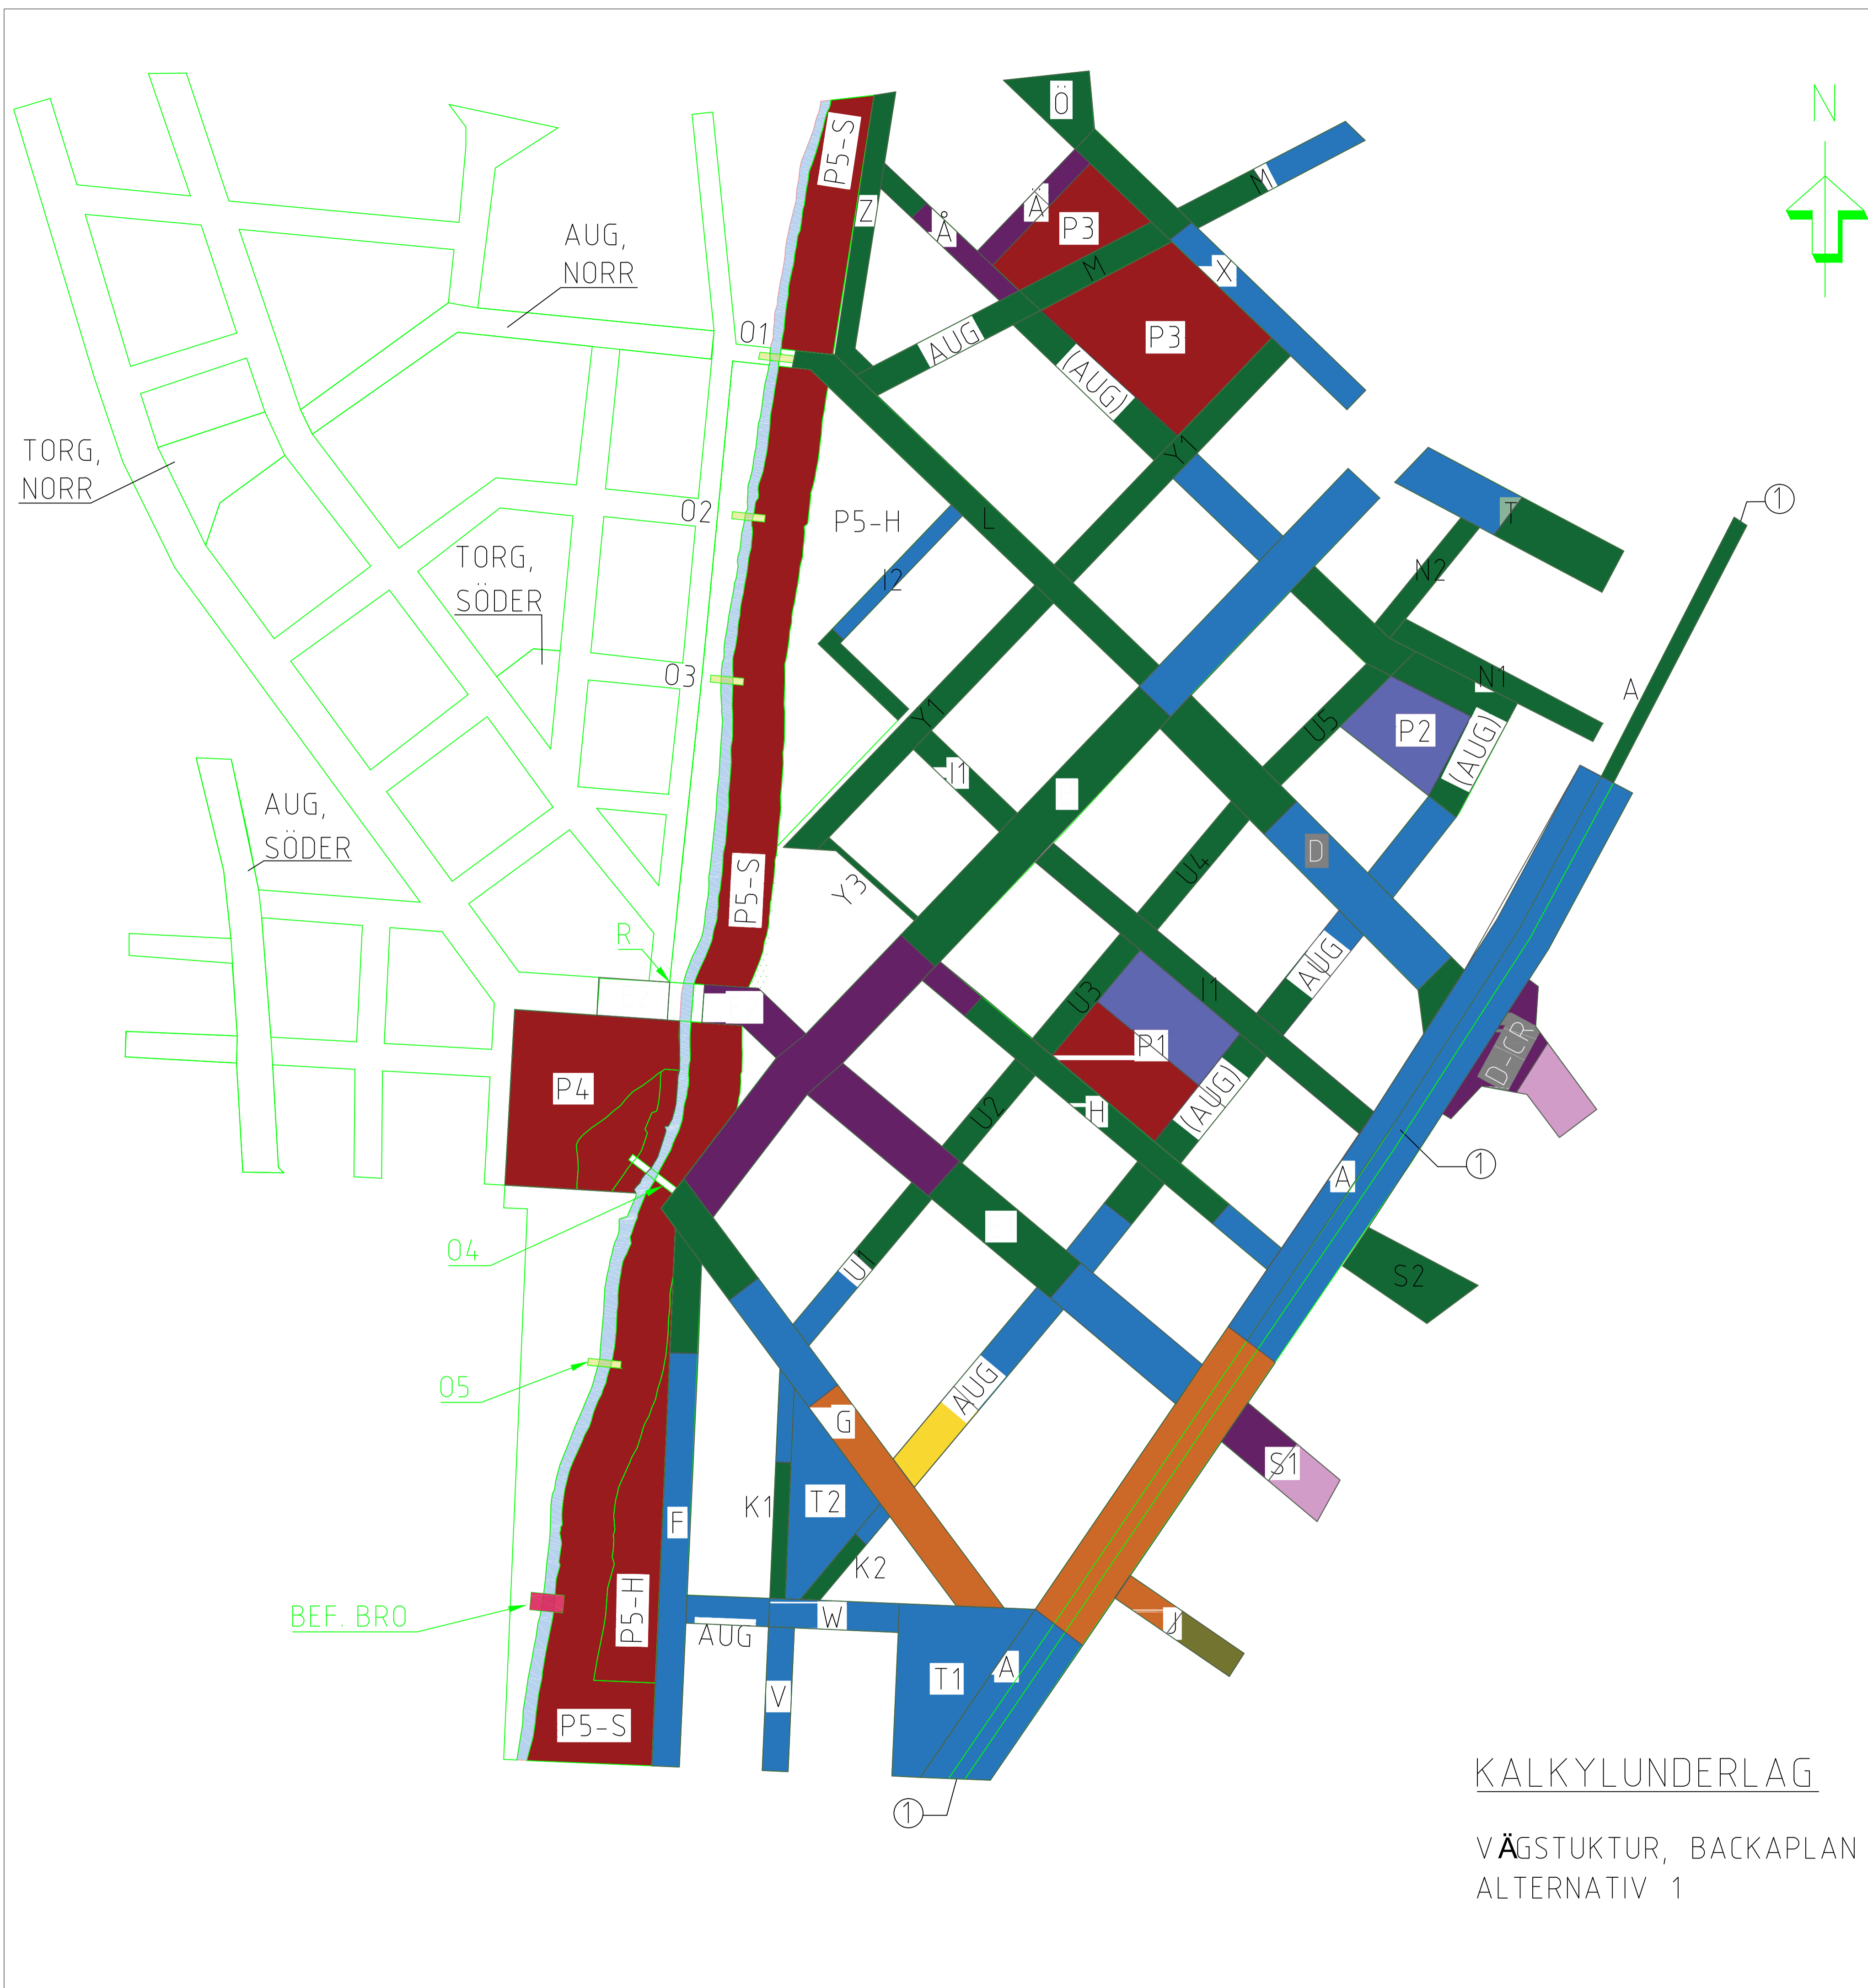 N
Ö
P5-S
Z
Å
Ä
P3
M
M
X
AUG,
NORR
O1
AUG
P3
(AUG)
TORG,
NORR
Y1
O2
P5-H
L
T
1
TORG,
SÖDER
I2
N2
O3
N1
A
Y1
U5
P2
(AUG)
I1
AUG,
SÖDER
D
Y3
P5-S
U4
R
AUG
U3
I1
P1
D-CR
P4
H
(AUG)
U2
A
1
O4
U1
S2
O5
AUG
G
S1
K1
T2
F
K2
BEF. BRO
P5-H
W
AUG
J
V
T1
A
P5-S
1
KALKYLUNDERLAG
VÄGSTUKTUR, BACKAPLAN
ALTERNATIV 1